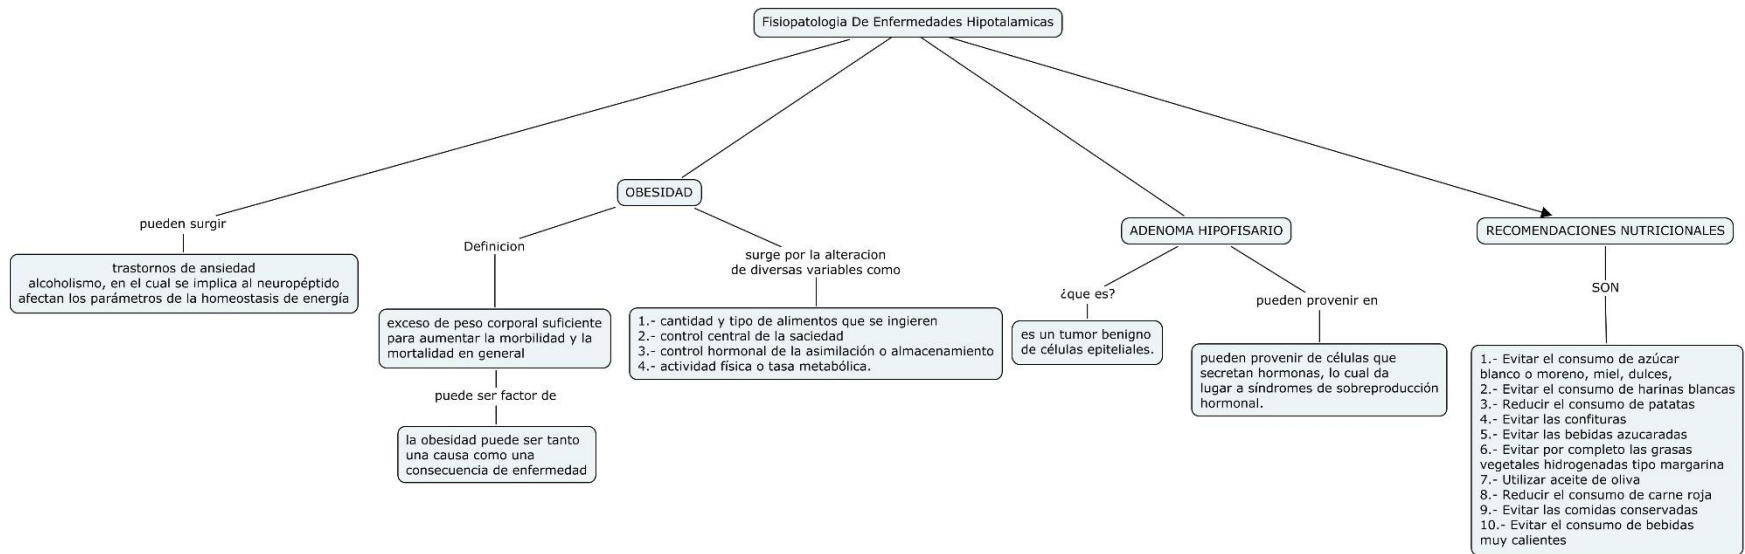 Fisiopatologia De Enfermedades Hipotalamicas
pueden surgir
trastornos de ansiedad
alcoholismo, en el cual se implica al neuropéptido
afectan los parámetros de la homeostasis de energía
OBESIDAD
Definicion
exceso de peso corporal suficiente
para aumentar la morbilidad y la
mortalidad en general
puede ser factor de
la obesidad puede ser tanto
una causa como una
consecuencia de enfermedad
surge por la alteracion
de diversas variables como
1.- cantidad y tipo de alimentos que se ingieren
2.- control central de la saciedad
3.- control hormonal de la asimilación o almacenamiento
4.- actividad física o tasa metabólica.
ADENOMA HIPOFISARIO
¿que es?
es un tumor benigno
de células epiteliales.
pueden provenir en
pueden provenir de células que
secretan hormonas, lo cual da
lugar a síndromes de sobreproducción
hormonal.
RECOMENDACIONES NUTRICIONALES
SON
1.- Evitar el consumo de azúcar
blanco o moreno, miel, dulces,
2.- Evitar el consumo de harinas blancas
3.- Reducir el consumo de patatas
4.- Evitar las confituras
5.- Evitar las bebidas azucaradas
6.- Evitar por completo las grasas
vegetales hidrogenadas tipo margarina
7.- Utilizar aceite de oliva
8.- Reducir el consumo de carne roja
9.- Evitar las comidas conservadas
10.- Evitar el consumo de bebidas
muy calientes